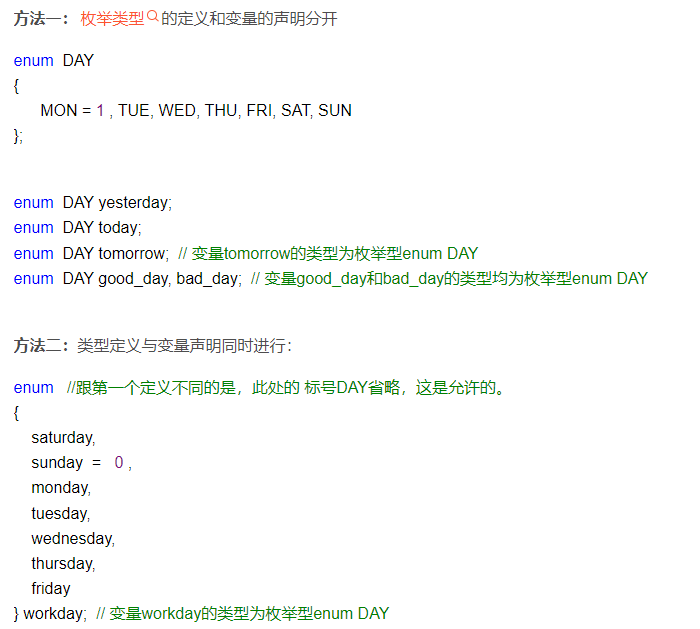 方法一：枚举类型的定义和变量的声明分开
enum DAY
{
MON = 1 , TUE, WED, THU, FRI, SAT, SUN
};
enum DAY yesterday;
enum DAY today;
enum DAY tomorrow; // 变量tomorrow的类型为枚举型enum DAY
enum DAY good_day, bad_day; // 变量good_day和bad_day的类型均为枚举型enum DAY
方法二：类型定义与变量声明同时进行：
enum //跟第一个定义不同的是，此处的 标号DAY省略，这是允许的。
{
saturday,
sunday = 0 ,
monday,
tuesday,
wednesday,
thursday,
friday
} workday; // 变量workday的类型为枚举型enum DAY